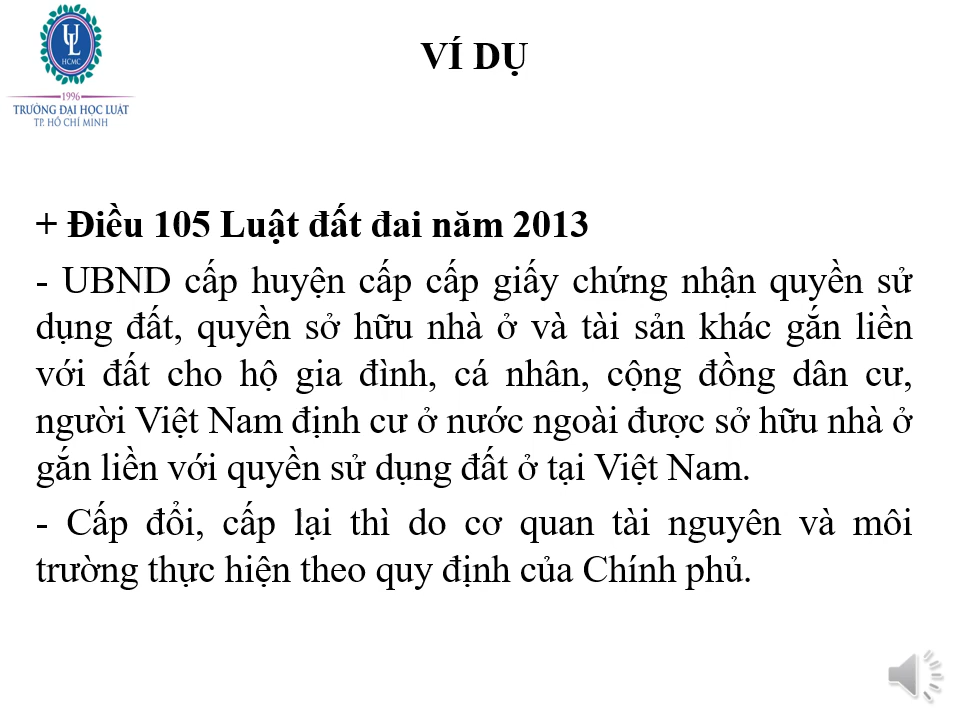 UL
HCMC
1996
TRƯỜNG ĐẠI HỌC LUẬT
TP. HỒ CHÍ MINH
VÍ DỤ
+ Điều 105 Luật đất đai năm 2013
- UBND cấp huyện cấp cấp giấy chứng nhận quyền sử
dụng đất, quyền sở hữu nhà ở và tài sản khác gắn liền
với đất cho hộ gia đình, cá nhân, cộng đồng dân cư,
người Việt Nam định cư ở nước ngoài được sở hữu nhà ở
gắn liền với quyền sử dụng đất ở tại Việt Nam.
- Cấp đổi, cấp lại thì do cơ quan tài nguyên và môi
trường thực hiện theo quy định của Chính phủ.